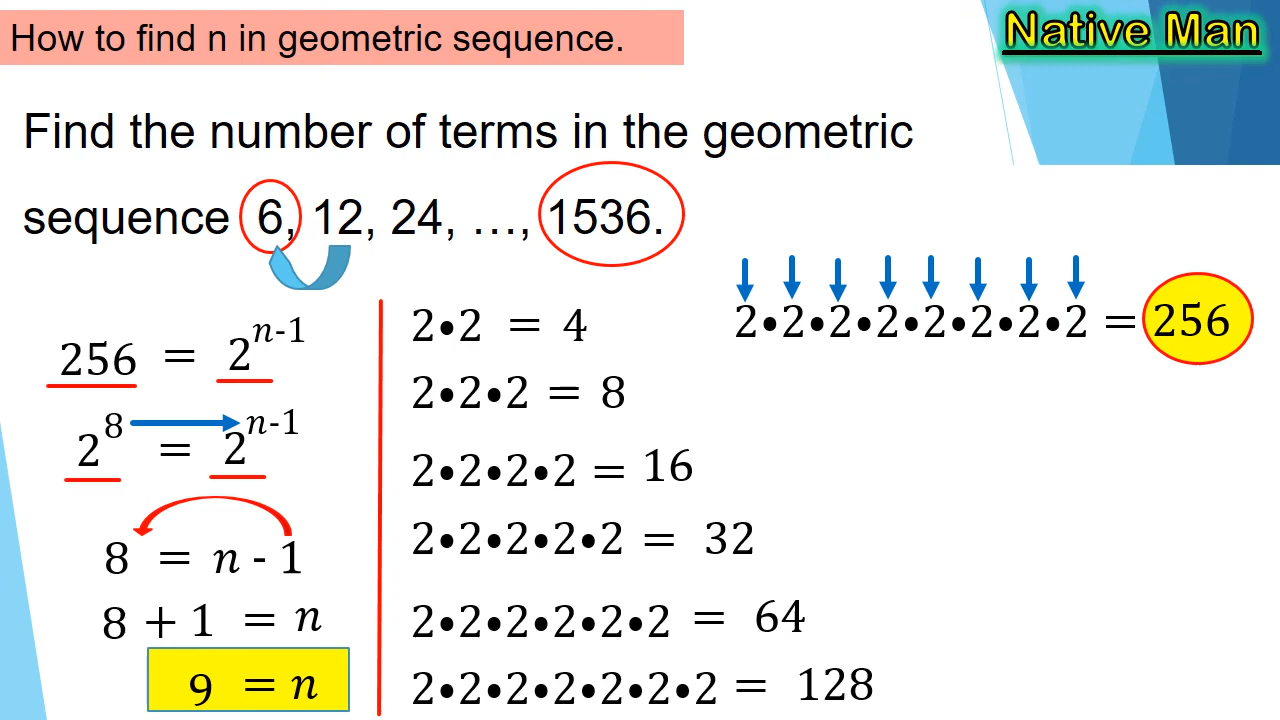 How to find n in geometric sequence.
Native Man
Find the number of terms in the geometric
sequence 6, 12, 24, …, 1536.
256 = 2^{n-1}
2^8 = 2^{n-1}
8 = n - 1
8 + 1 = n
9 = n
2•2 = 4
2•2•2 = 8
2•2•2•2 = 16
2•2•2•2•2 = 32
2•2•2•2•2•2 = 64
2•2•2•2•2•2•2 = 128
2•2•2•2•2•2•2•2 = 256